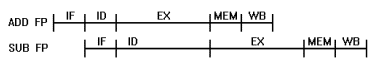 ADD FP IF ID EX MEM WB
SUB FP IF ID EX MEM WB